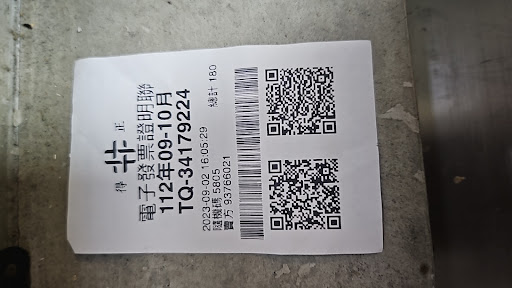 得 正
電子發票證明聯
112年09-10月
TQ-34179224
2023-09-02 16:05:29
隨機碼 5805 總計 180
賣方 93766021